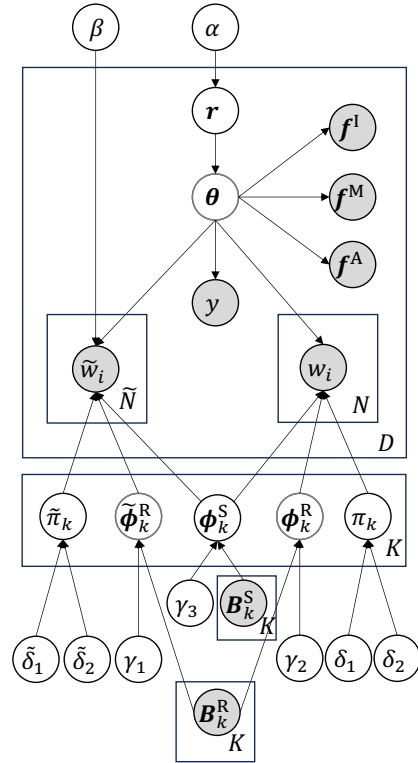 β α
r
f^I
θ
f^M
f^A
y
w̃_i w_i
Ñ N
D
π̃_k ϕ̃_k^R ϕ_k^S ϕ_k^R π_k
K
γ_3 B_k^S
K
δ̃_1 δ̃_2 γ_1 γ_2 δ_1 δ_2
B_k^R
K